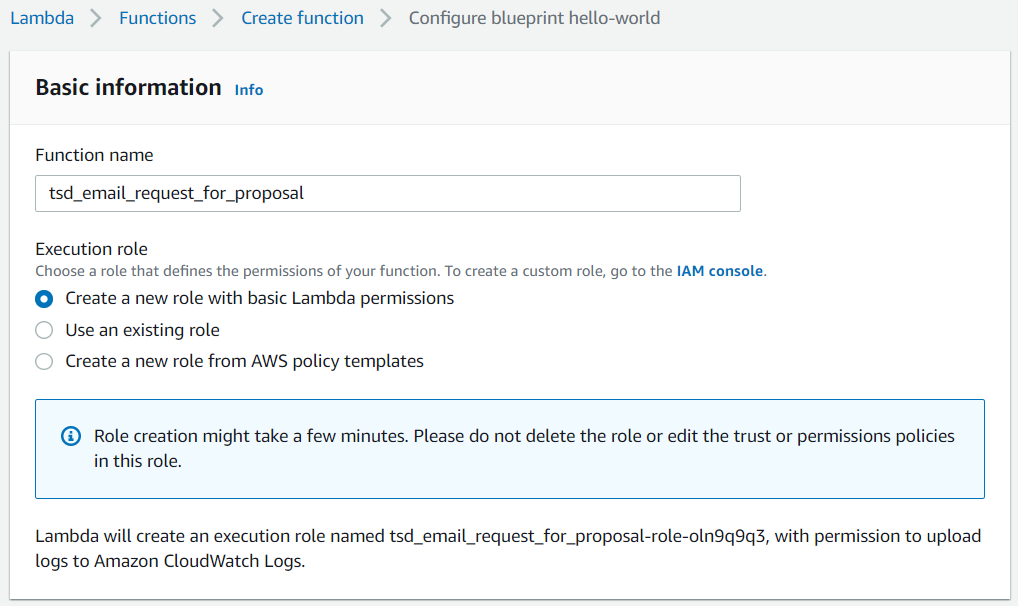 Lambda > Functions > Create function > Configure blueprint hello-world
Basic information Info
Function name
tsd_email_request_for_proposal
Execution role
Choose a role that defines the permissions of your function. To create a custom role, go to the IAM console.
Create a new role with basic Lambda permissions
Use an existing role
Create a new role from AWS policy templates
Role creation might take a few minutes. Please do not delete the role or edit the trust or permissions policies
in this role.
Lambda will create an execution role named tsd_email_request_for_proposal-role-oln9q9q3, with permission to upload
logs to Amazon CloudWatch Logs.